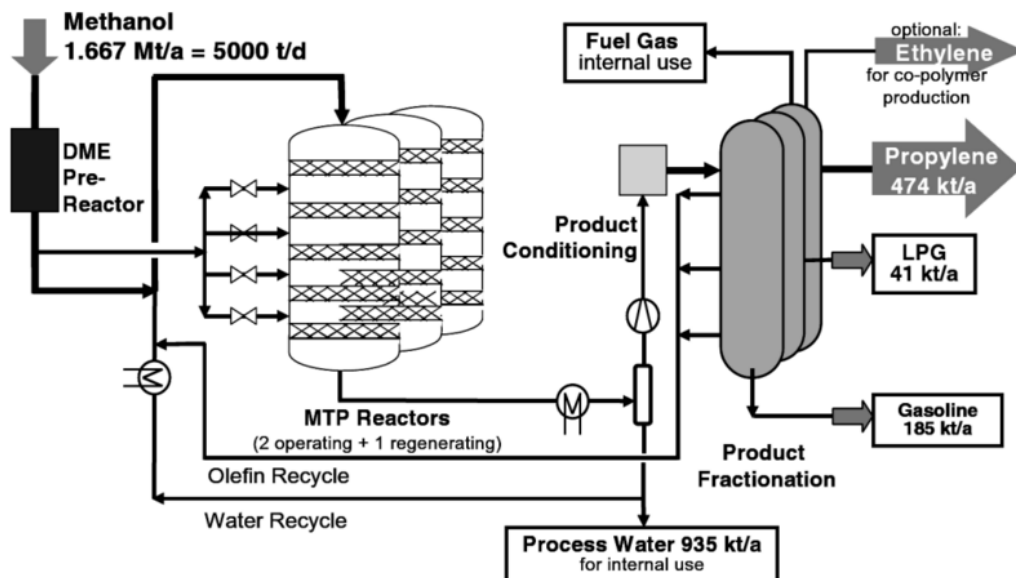 Methanol
1.667 Mt/a = 5000 t/d
DME
Pre-
Reactor
Fuel Gas
internal use
optional:
Ethylene
for co-polymer
production
Propylene
474 kt/a
Product
Conditioning
LPG
41 kt/a
MTP Reactors
(2 operating + 1 regenerating)
Gasoline
185 kt/a
Product
Fractionation
Olefin Recycle
Water Recycle
Process Water 935 kt/a
for internal use